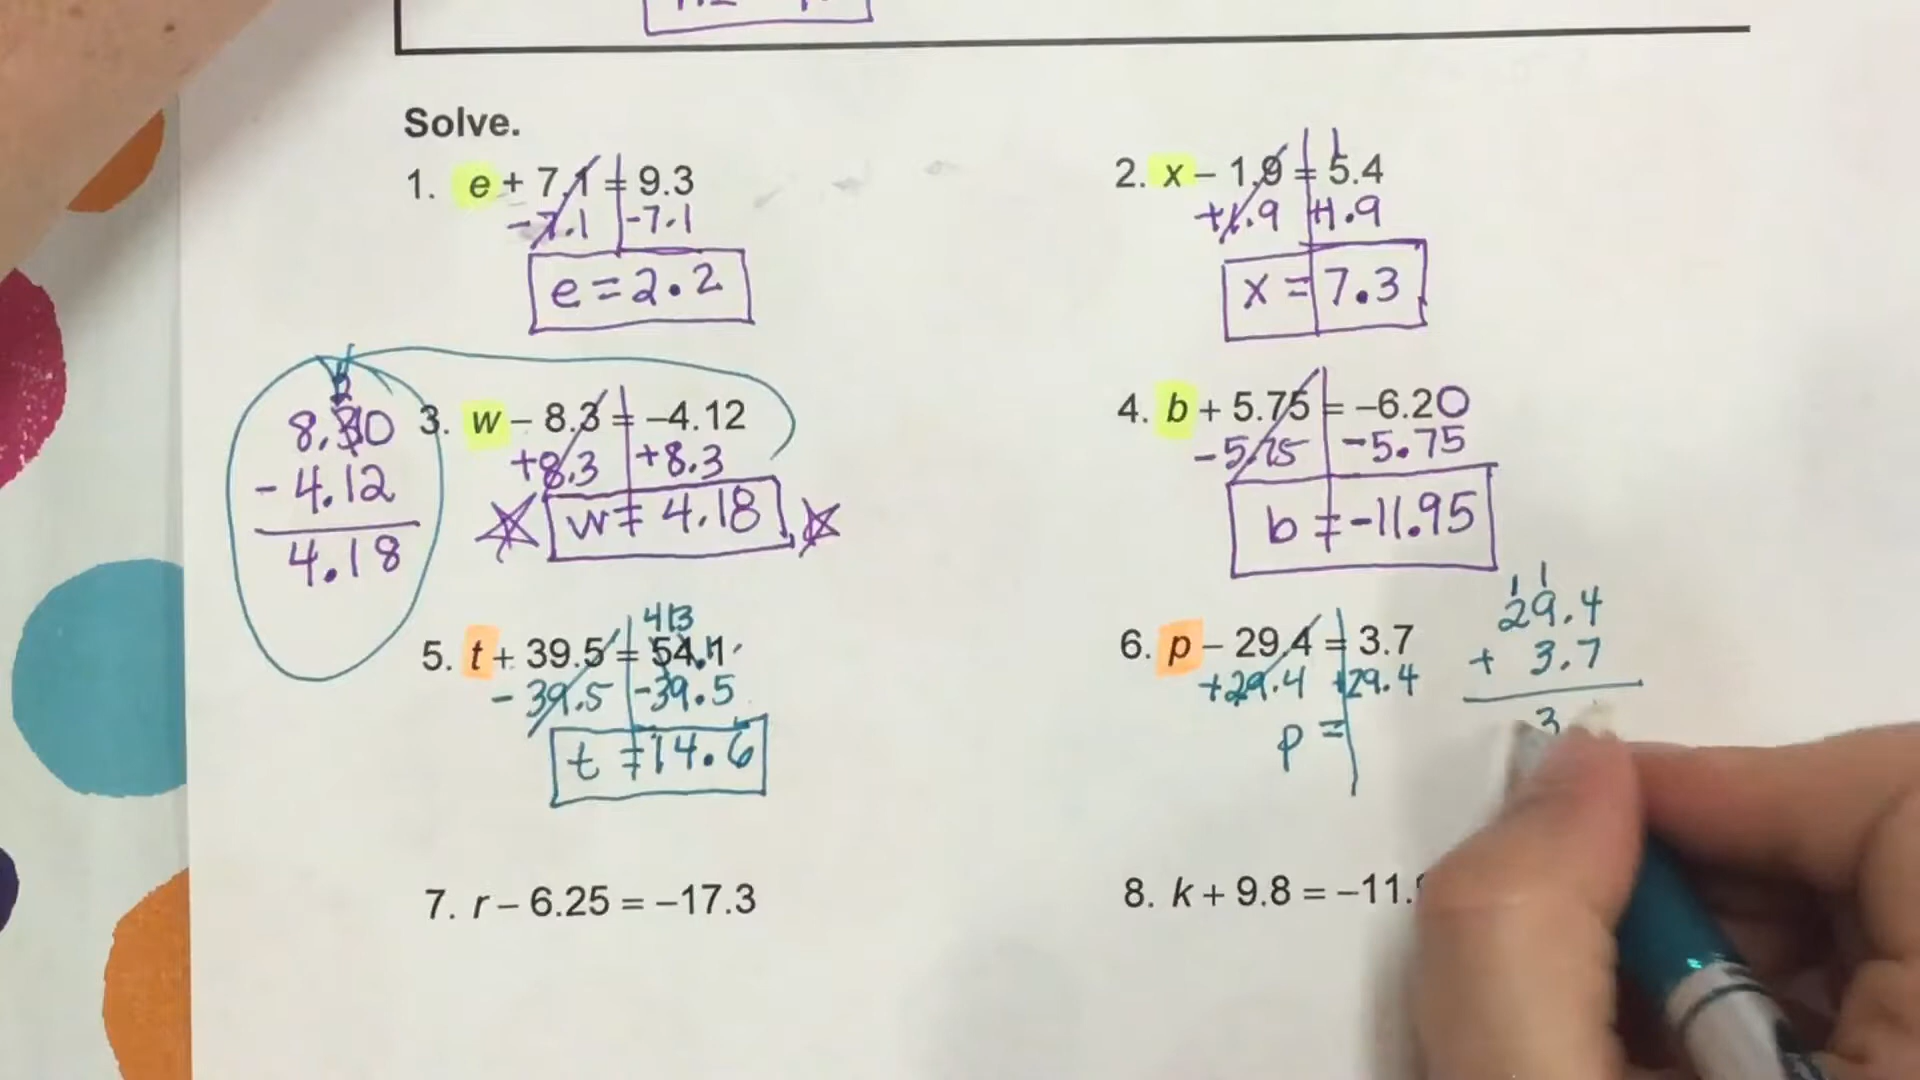 Solve.
1. e + 7.1 = 9.3
-7.1 -7.1
e = 2.2
2. x – 1.9 = 5.4
+1.9 +1.9
x = 7.3
8.30
- 4.12
4.18
3. w – 8.3 = –4.12
+8.3 +8.3
w = 4.18
4. b + 5.75 = –6.20
-5.75 -5.75
b = -11.95
413
5. t + 39.5 = 54.1
- 39.5 -39.5
t = 14.6
6. p – 29.4 = 3.7
+29.4 +29.4
p =
1 1
29.4
+ 3.7
3
7. r – 6.25 = –17.3
8. k + 9.8 = –11.